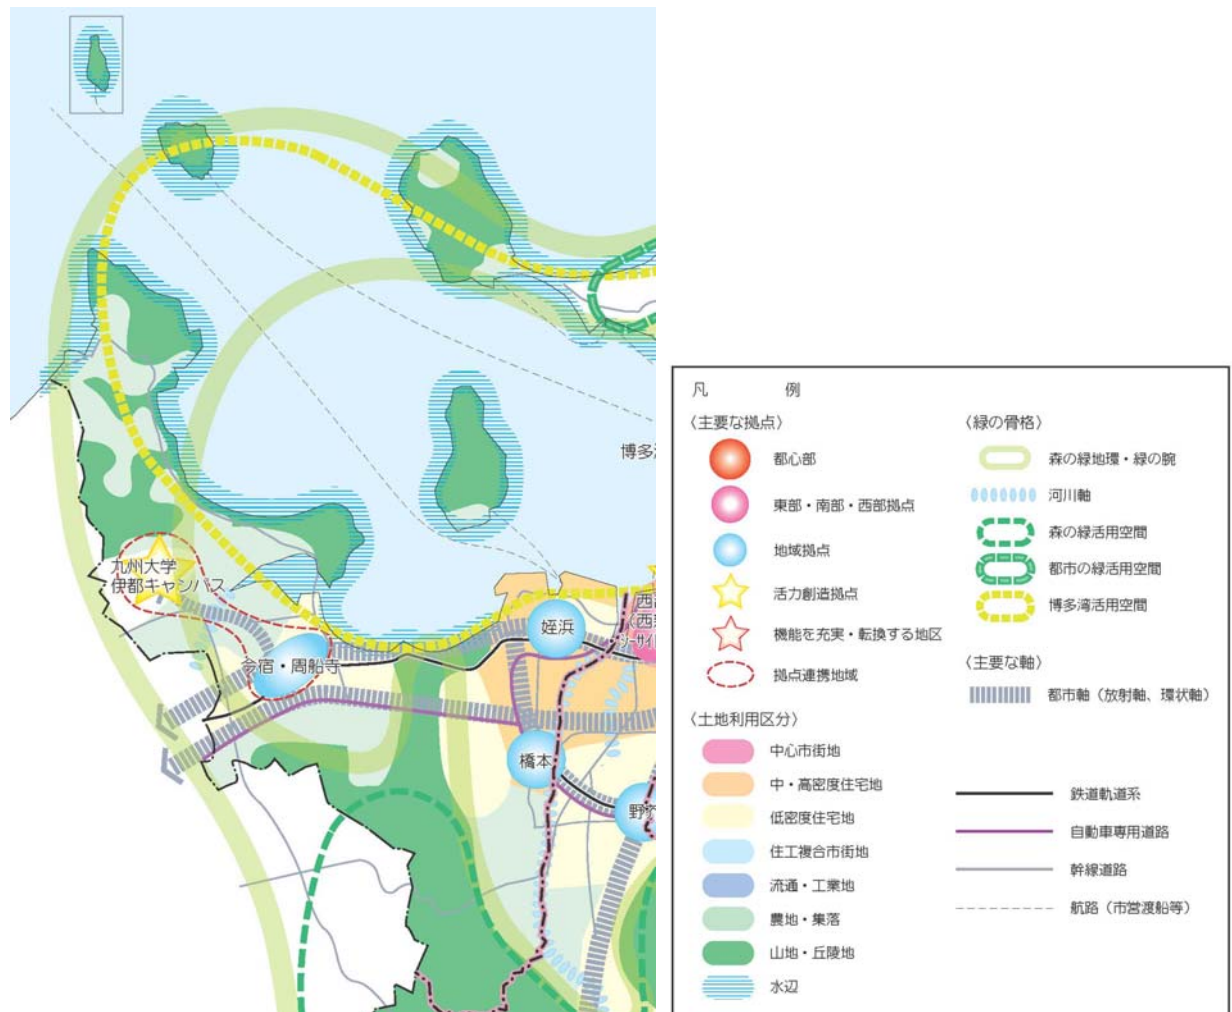 博多湾
九州大学
伊都キャンパス
今宿・周船寺
姪浜
橋本
凡 例
〈主要な拠点〉
都心部
東部・南部・西部拠点
地域拠点
活力創造拠点
機能を充実・転換する地区
拠点連携地域
〈土地利用区分〉
中心市街地
中・高密度住宅地
低密度住宅地
住工複合市街地
流通・工業地
農地・集落
山地・丘陵地
水辺
〈緑の骨格〉
森の緑地環・緑の腕
河川軸
森の緑活用空間
都市の緑活用空間
博多湾活用空間
〈主要な軸〉
都市軸（放射軸、環状軸）
鉄道軌道系
自動車専用道路
幹線道路
航路（市営渡船等）